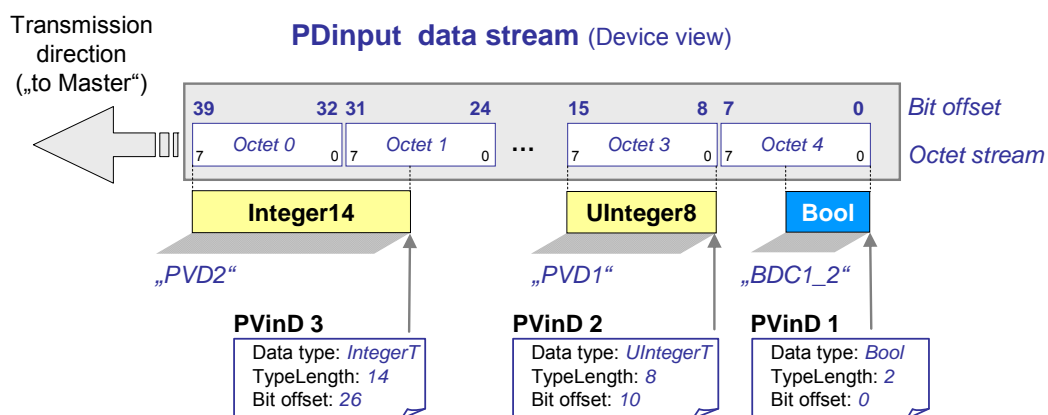 Transmission
direction
(„to Master“)
PDinput data stream (Device view)
39 32 31 24 15 8 7 0 Bit offset
Octet 0 Octet 1 ... Octet 3 Octet 4 Octet stream
7 0 7 0 7 0 7 0
Integer14 UInteger8 Bool
„PVD2“ „PVD1“ „BDC1_2“
PVinD 3
Data type: IntegerT
TypeLength: 14
Bit offset: 26
PVinD 2
Data type: UIntegerT
TypeLength: 8
Bit offset: 10
PVinD 1
Data type: Bool
TypeLength: 2
Bit offset: 0